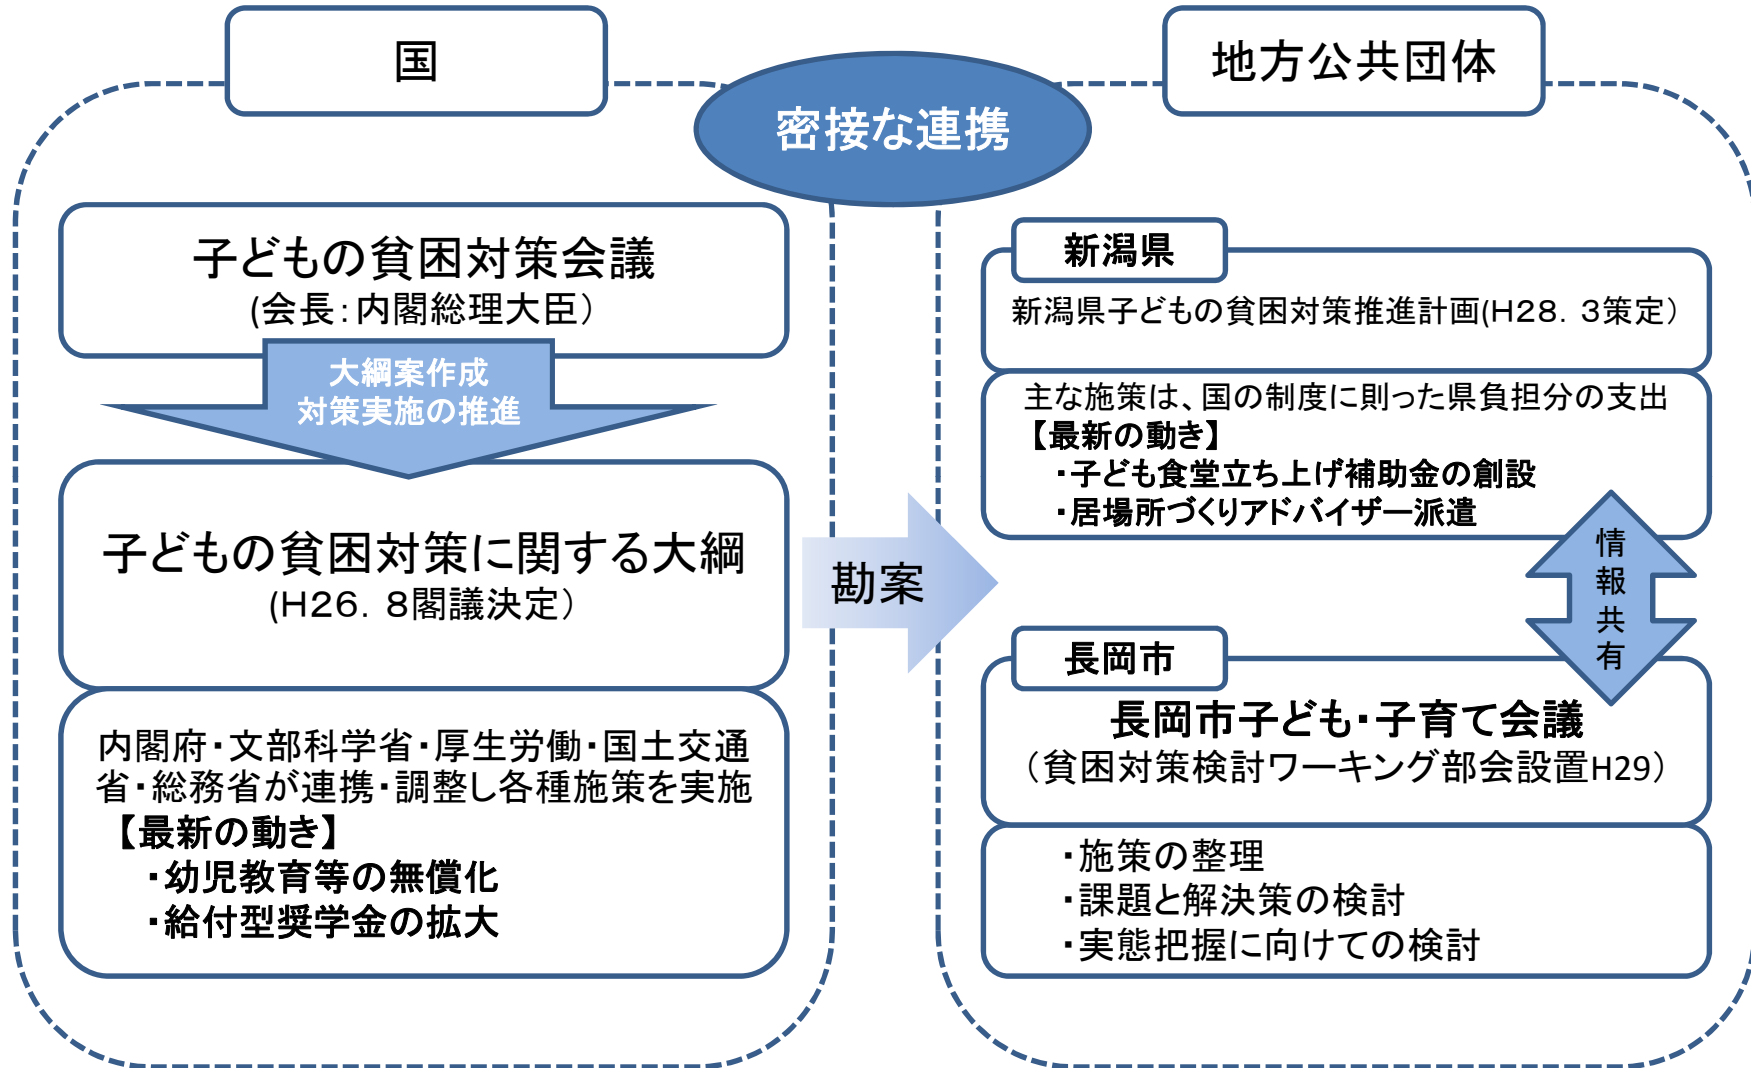 国
密接な連携
地方公共団体
子どもの貧困対策会議
(会長:内閣総理大臣)
大綱案作成
対策実施の推進
子どもの貧困対策に関する大綱
(H26.8閣議決定)
内閣府・文部科学省・厚生労働・国土交通
省・総務省が連携・調整し各種施策を実施
【最新の動き】
・幼児教育等の無償化
・給付型奨学金の拡大
勘案
新潟県
新潟県子どもの貧困対策推進計画(H28.3策定)
主な施策は、国の制度に則った県負担分の支出
【最新の動き】
・子ども食堂立ち上げ補助金の創設
・居場所づくりアドバイザー派遣
情報共有
長岡市
長岡市子ども・子育て会議
(貧困対策検討ワーキング部会設置H29)
・施策の整理
・課題と解決策の検討
・実態把握に向けての検討